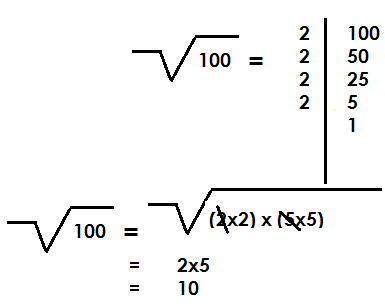 2 100
√100 = 2 50
2 25
2 5
1
√100 = √(2x2) x (5x5)
= 2x5
= 10